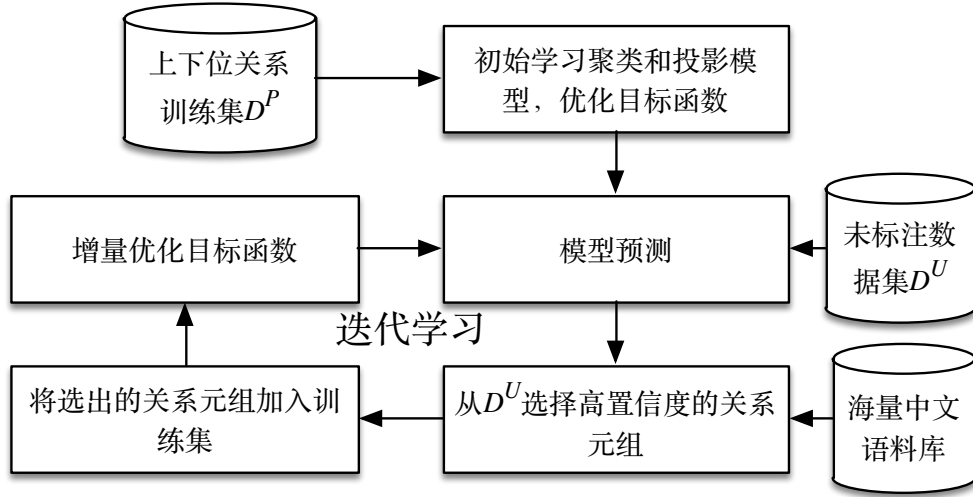 上下位关系
训练集D^P
初始学习聚类和投影模
型，优化目标函数
增量优化目标函数
模型预测
未标注数
据集D^U
迭代学习
将选出的关系元组加入训
练集
从D^U选择高置信度的关系
元组
海量中文
语料库